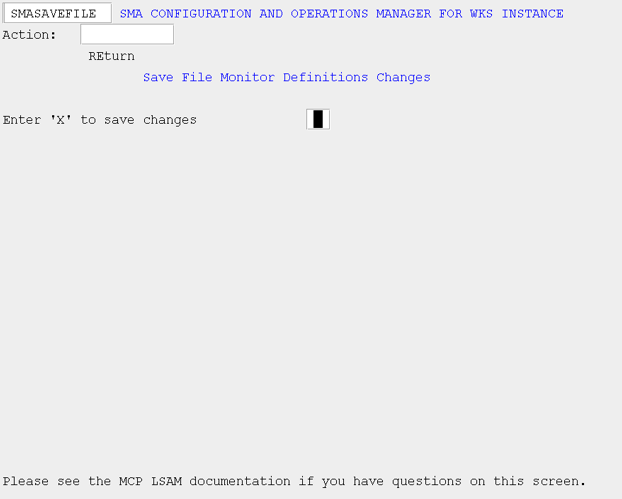 SMASAVEFILE SMA CONFIGURATION AND OPERATIONS MANAGER FOR WKS INSTANCE
Action:
REturn
Save File Monitor Definitions Changes
Enter 'X' to save changes
Please see the MCP LSAM documentation if you have questions on this screen.